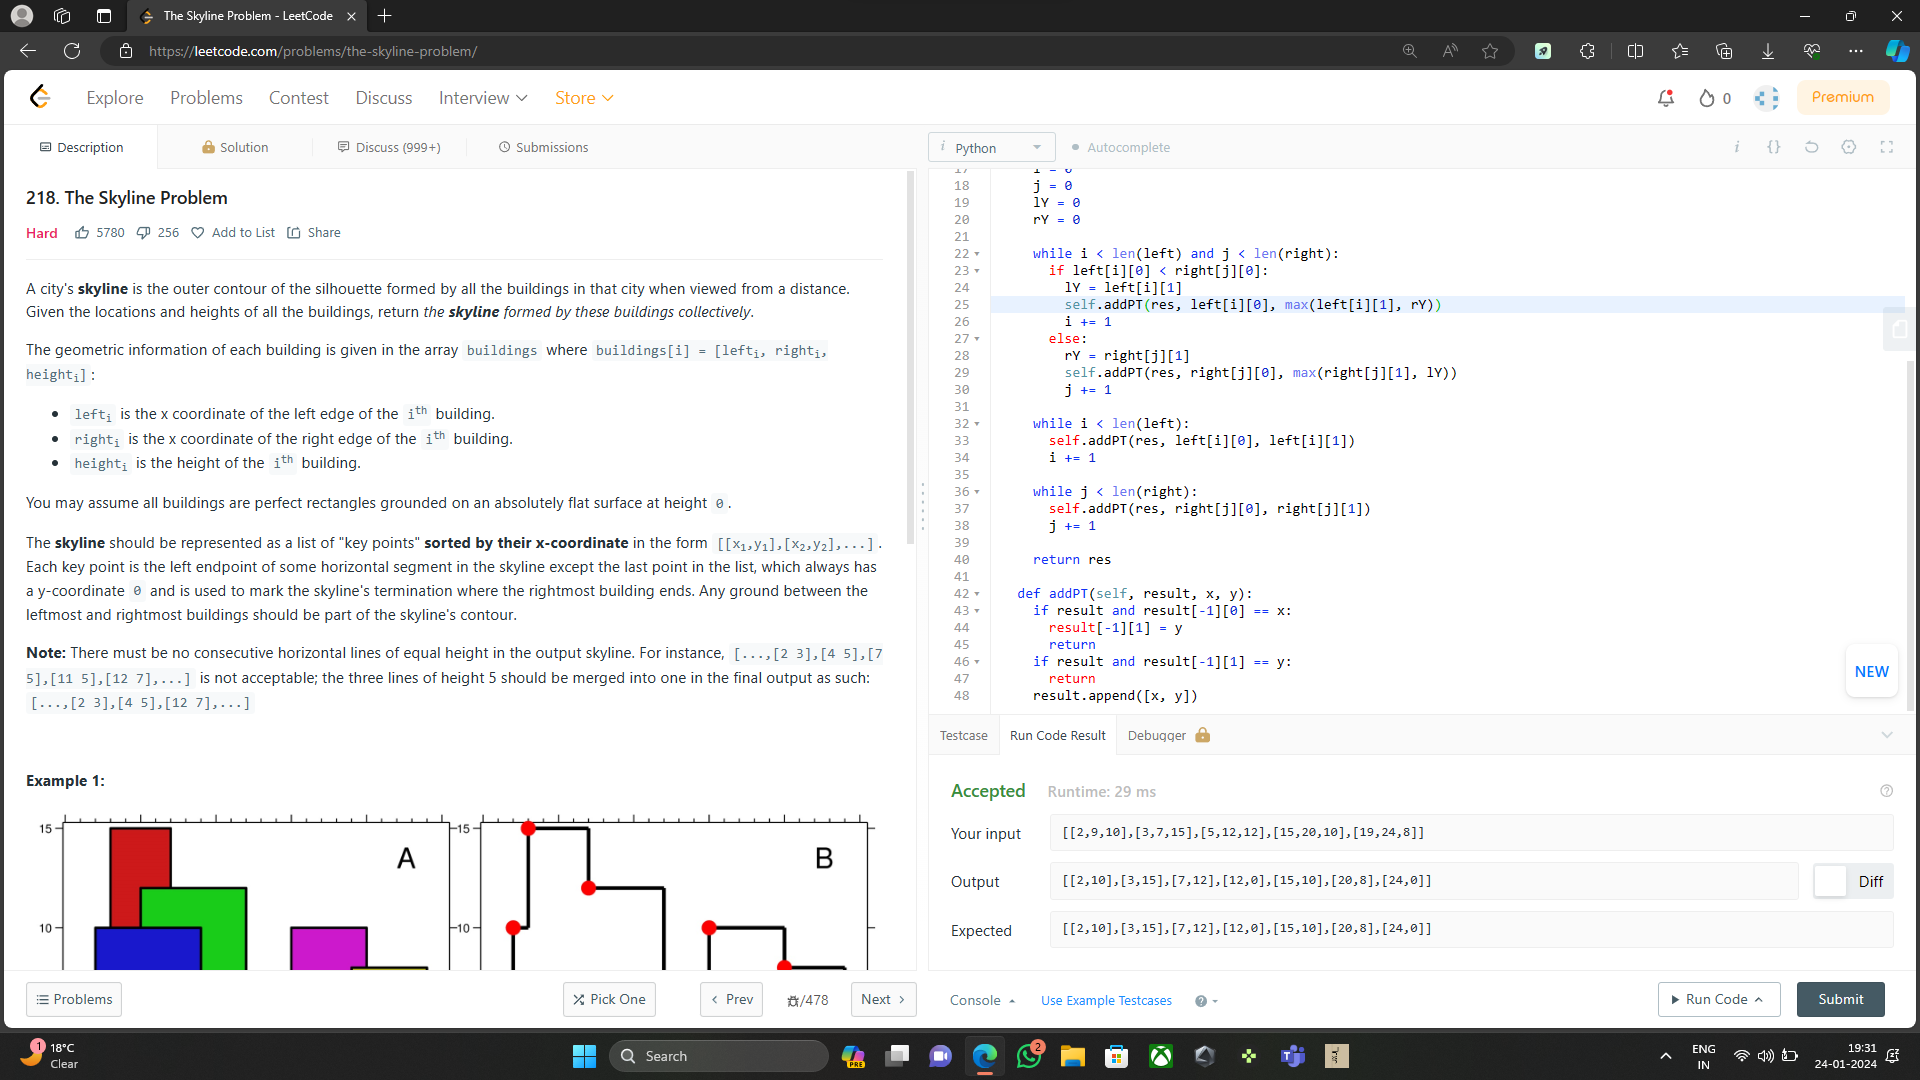 The Skyline Problem - LeetCode
https://leetcode.com/problems/the-skyline-problem/
Explore Problems Contest Discuss Interview Store
0
Premium
Description Solution Discuss (999+) Submissions
218. The Skyline Problem
Hard 5780 256 Add to List Share
A city's skyline is the outer contour of the silhouette formed by all the buildings in that city when viewed from a distance.
Given the locations and heights of all the buildings, return the skyline formed by these buildings collectively.
The geometric information of each building is given in the array buildings where buildings[i] = [lefti, righti,
heighti] :
• lefti is the x coordinate of the left edge of the ith building.
• righti is the x coordinate of the right edge of the ith building.
• heighti is the height of the ith building.
You may assume all buildings are perfect rectangles grounded on an absolutely flat surface at height 0 .
The skyline should be represented as a list of "key points" sorted by their x-coordinate in the form [[x1,y1],[x2,y2],...] .
Each key point is the left endpoint of some horizontal segment in the skyline except the last point in the list, which always has
a y-coordinate 0 and is used to mark the skyline's termination where the rightmost building ends. Any ground between the
leftmost and rightmost buildings should be part of the skyline's contour.
Note: There must be no consecutive horizontal lines of equal height in the output skyline. For instance, [...,[2 3],[4 5],[7
5],[11 5],[12 7],...] is not acceptable; the three lines of height 5 should be merged into one in the final output as such:
[...,[2 3],[4 5],[12 7],...]
Example 1:
15 A 15 B
10 10
Problems Pick One Prev /478 Next
i Python Autocomplete i {}
17 i = 0
18 j = 0
19 lY = 0
20 rY = 0
21
22 while i < len(left) and j < len(right):
23 if left[i][0] < right[j][0]:
24 lY = left[i][1]
25 self.addPT(res, left[i][0], max(left[i][1], rY))
26 i += 1
27 else:
28 rY = right[j][1]
29 self.addPT(res, right[j][0], max(right[j][1], lY))
30 j += 1
31
32 while i < len(left):
33 self.addPT(res, left[i][0], left[i][1])
34 i += 1
35
36 while j < len(right):
37 self.addPT(res, right[j][0], right[j][1])
38 j += 1
39
40 return res
41
42 def addPT(self, result, x, y):
43 if result and result[-1][0] == x:
44 result[-1][1] = y
45 return
46 if result and result[-1][1] == y:
47 return
48 result.append([x, y])
NEW
Testcase Run Code Result Debugger
Accepted Runtime: 29 ms
Your input [[2,9,10],[3,7,15],[5,12,12],[15,20,10],[19,24,8]]
Output [[2,10],[3,15],[7,12],[12,0],[15,10],[20,8],[24,0]] Diff
Expected [[2,10],[3,15],[7,12],[12,0],[15,10],[20,8],[24,0]]
Console Use Example Testcases Run Code Submit
1 18°C
Clear
Search
PRE
2
ENG
IN
19:31
24-01-2024